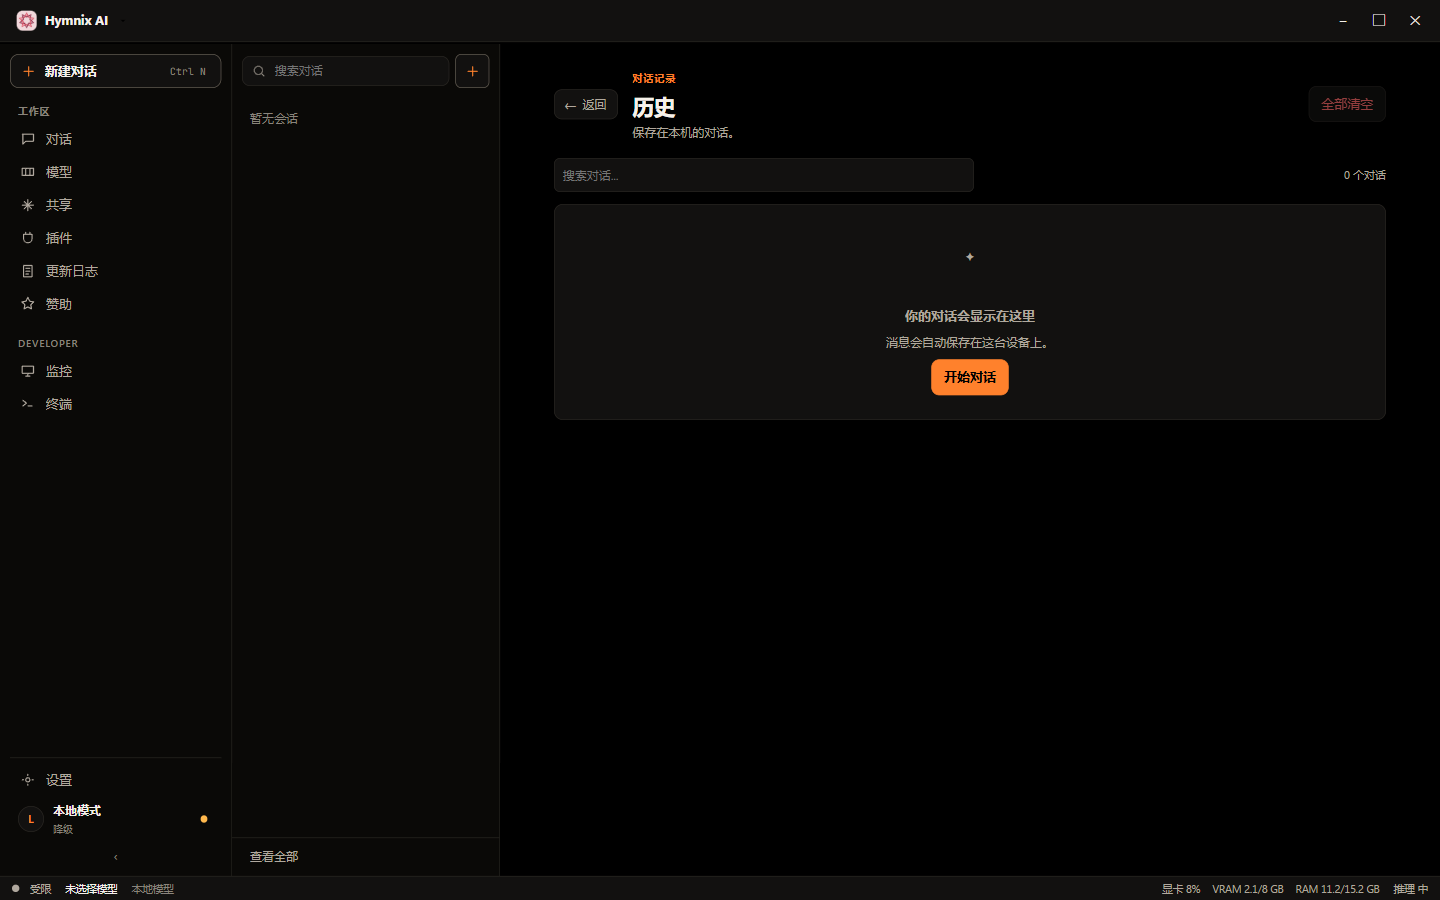 Hymnix AI
新建对话 Ctrl N
工作区
对话
模型
共享
插件
更新日志
赞助
DEVELOPER
监控
终端
设置
L
本地模式
降级
搜索对话
暂无会话
查看全部
← 返回
对话记录
历史
保存在本机的对话。
全部清空
搜索对话...
0 个对话
你的对话会显示在这里
消息会自动保存在这台设备上。
开始对话
受限 未选择模型 本地模型
显卡 8% VRAM 2.1/8 GB RAM 11.2/15.2 GB 推理 中